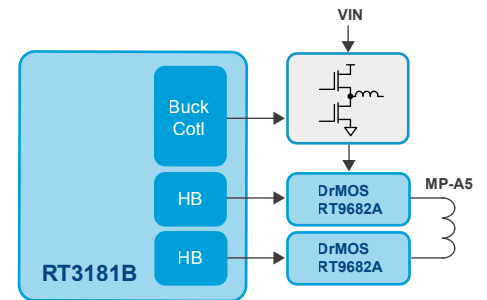 VIN
Buck
Cotl
HB
DrMOS
RT9682A
MP-A5
HB
DrMOS
RT9682A
RT3181B